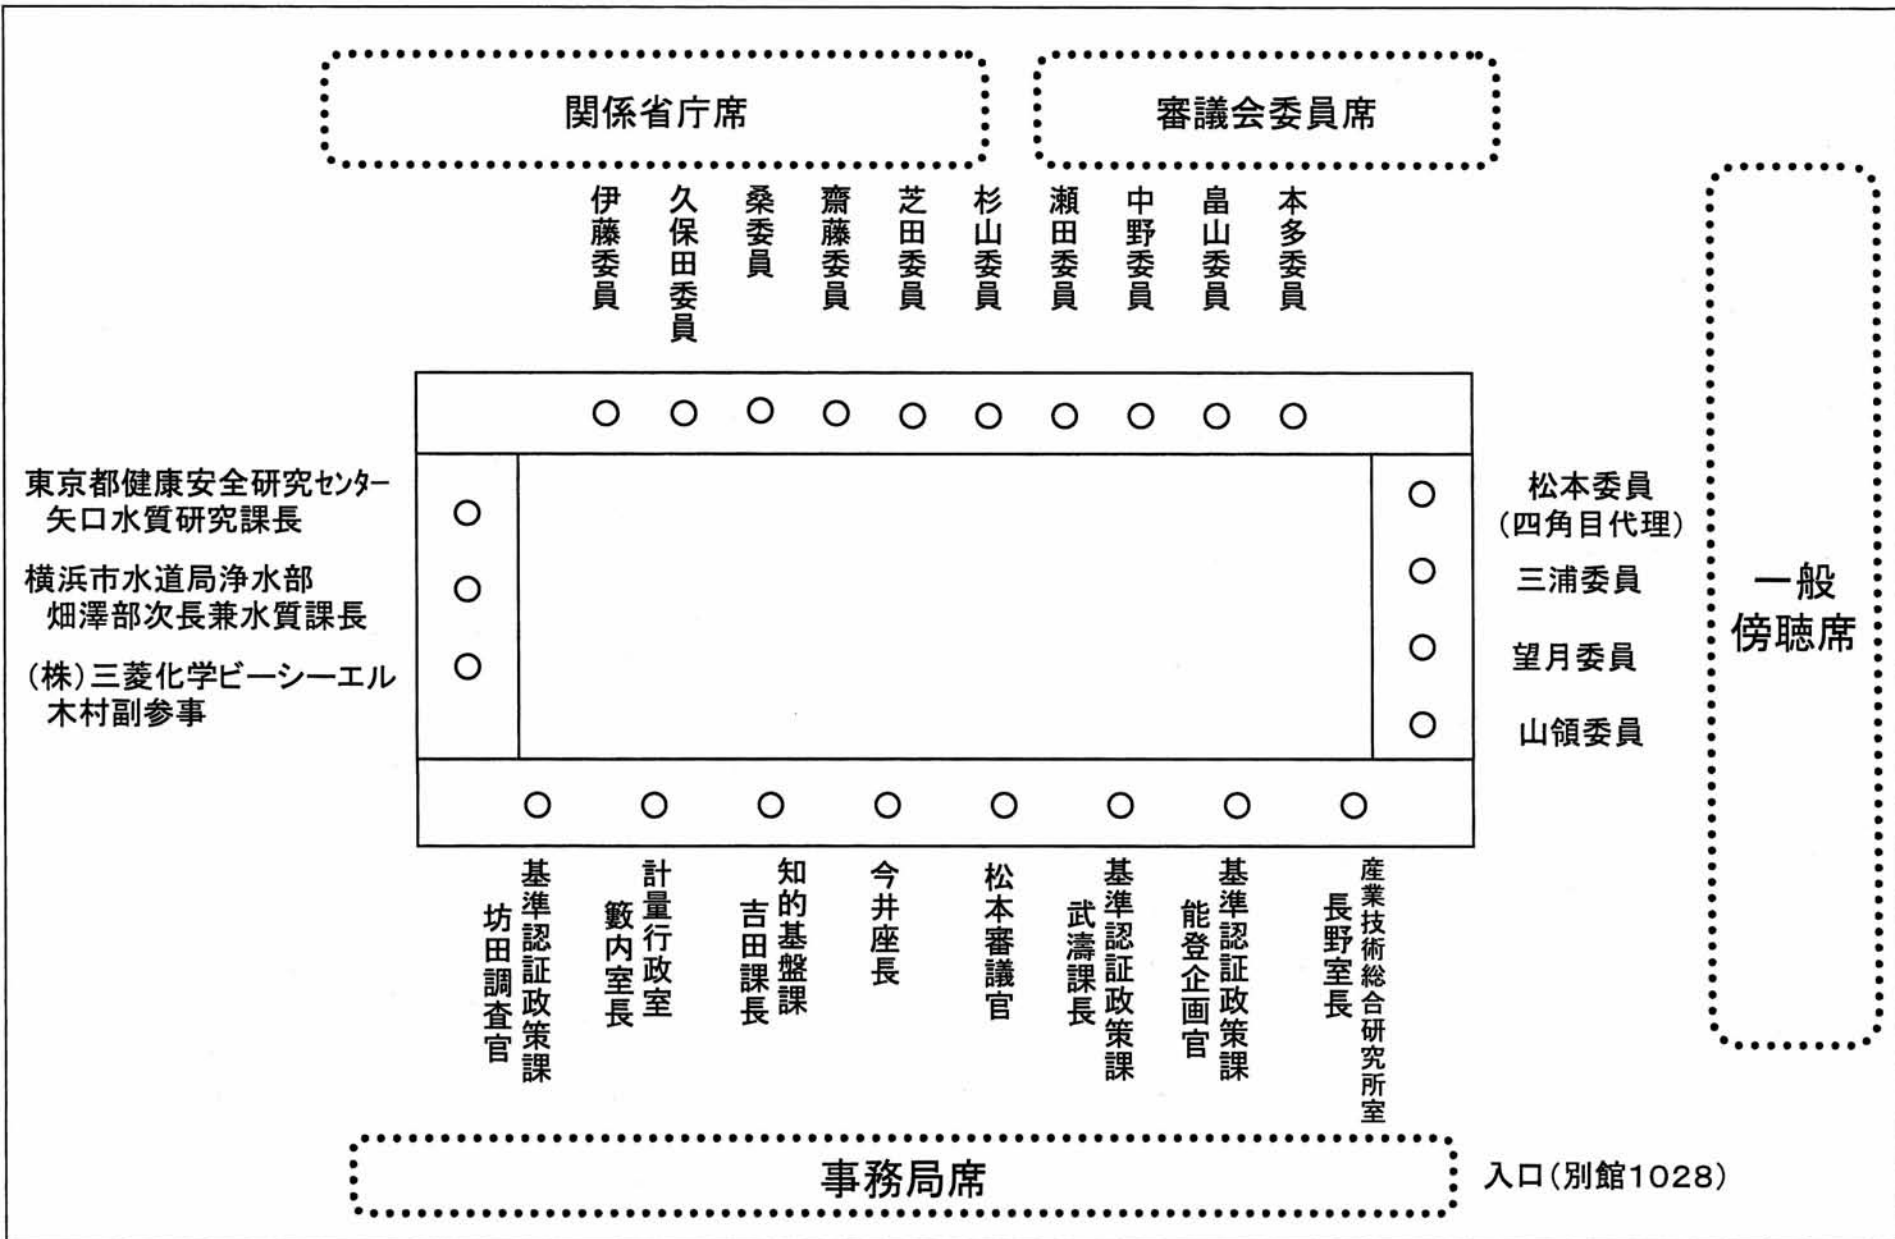 関係省庁席
審議会委員席
伊藤委員
久保田委員
桑委員
齋藤委員
芝田委員
杉山委員
瀬田委員
中野委員
畠山委員
本多委員
東京都健康安全研究センター
矢口水質研究課長
横浜市水道局浄水部
畑澤部次長兼水質課長
(株)三菱化学ビーシーエル
木村副参事
松本委員
(四角目代理)
三浦委員
望月委員
山領委員
一般
傍聴席
基準認証政策課
坊田調査官
計量行政室
籔内室長
知的基盤課
吉田課長
今井座長
松本審議官
基準認証政策課
武濤課長
基準認証政策課
能登企画官
産業技術総合研究所室
長野室長
事務局席
入口(別館1028)